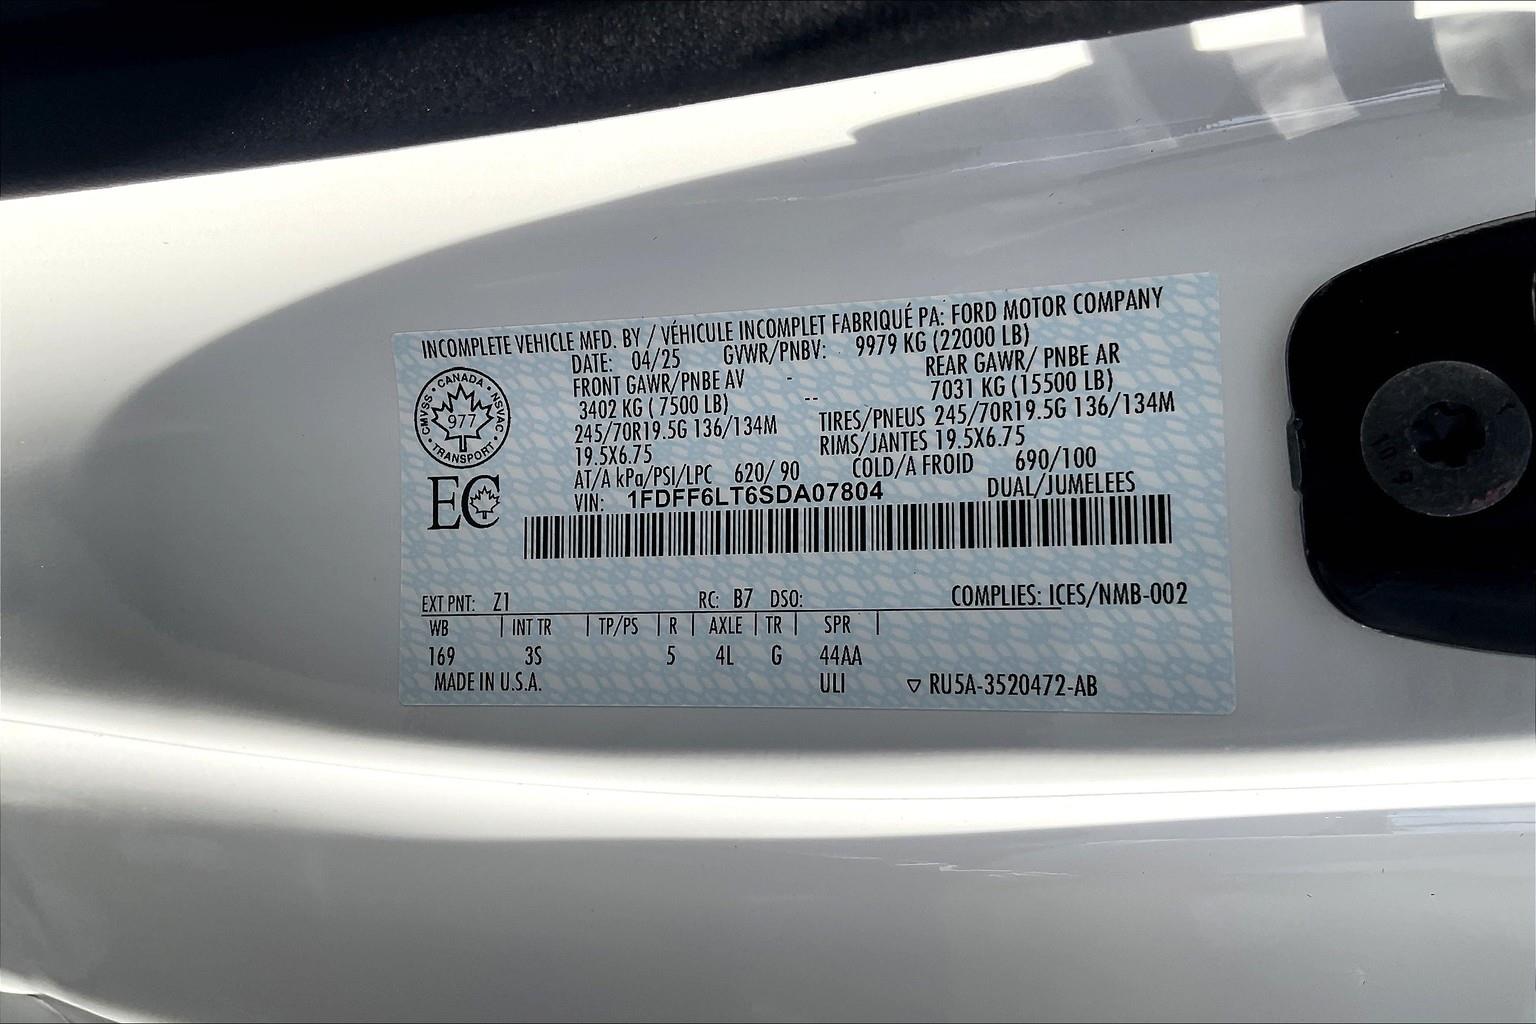 INCOMPLETE VEHICLE MFD. BY / VÉHICULE INCOMPLET FABRIQUÉ PA: FORD MOTOR COMPANY
DATE: 04/25 GVWR/PNBV: 9979 KG (22000 LB)
FRONT GAWR/PNBE AV - REAR GAWR/ PNBE AR
3402 KG ( 7500 LB) -- 7031 KG (15500 LB)
245/70R19.5G 136/134M TIRES/PNEUS 245/70R19.5G 136/134M
19.5X6.75 RIMS/JANTES 19.5X6.75
AT/A kPa/PSI/LPC 620/ 90 COLD/A FROID 690/100
VIN: 1FDFF6LT6SDA07804 DUAL/JUMELEES
CANADA
CMVSS 977 NSVAC
TRANSPORT
EC
EXT PNT: Z1 RC: B7 DSO: COMPLIES: ICES/NMB-002
WB | INT TR | TP/PS | R | AXLE | TR | SPR |
169 3S 5 4L G 44AA
MADE IN U.S.A. ULI ▽ RU5A-3520472-AB